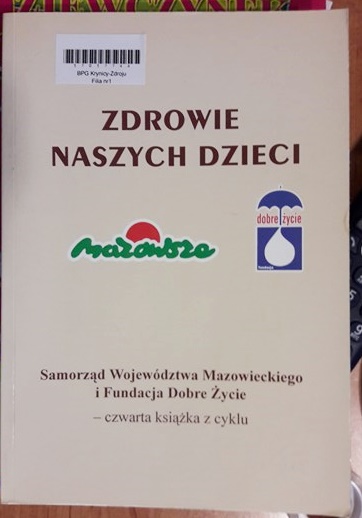 BPG Krynicy-Zdroju
Filia nr1
ZDROWIE
NASZYCH DZIECI
mazowsze
dobre życie
fundacja
Samorząd Województwa Mazowieckiego
i Fundacja Dobre Życie
– czwarta książka z cyklu